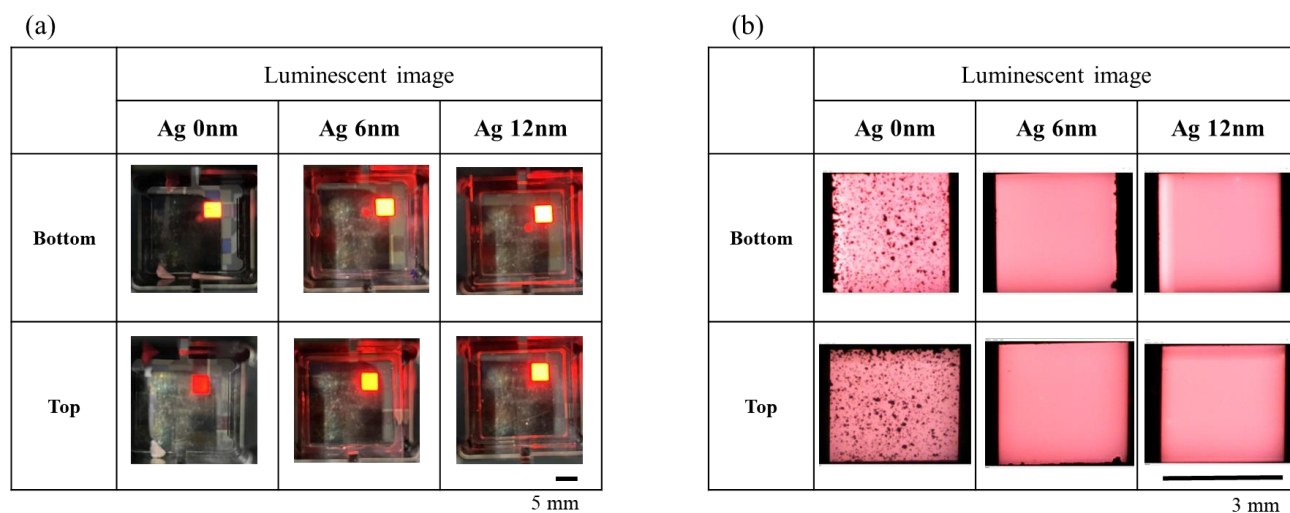 (a)
Luminescent image
Ag 0nm Ag 6nm Ag 12nm
Bottom
Top
5 mm
(b)
Luminescent image
Ag 0nm Ag 6nm Ag 12nm
Bottom
Top
3 mm